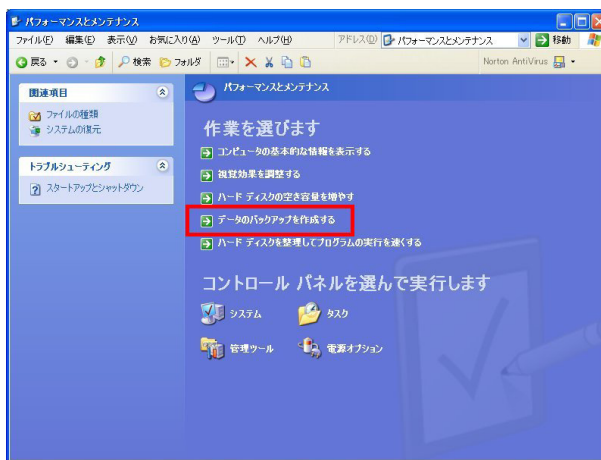 パフォーマンスとメンテナンス
ファイル(F) 編集(E) 表示(V) お気に入り(A) ツール(T) ヘルプ(H) アドレス(D) パフォーマンスとメンテナンス 移動
戻る 検索 フォルダ Norton AntiVirus
関連項目
ファイルの種類
システムの復元
トラブルシューティング
スタートアップとシャットダウン
パフォーマンスとメンテナンス
作業を選びます
コンピュータの基本的な情報を表示する
視覚効果を調整する
ハード ディスクの空き容量を増やす
データのバックアップを作成する
ハード ディスクを整理してプログラムの実行を速くする
コントロール パネルを選んで実行します
システム タスク
管理ツール 電源オプション